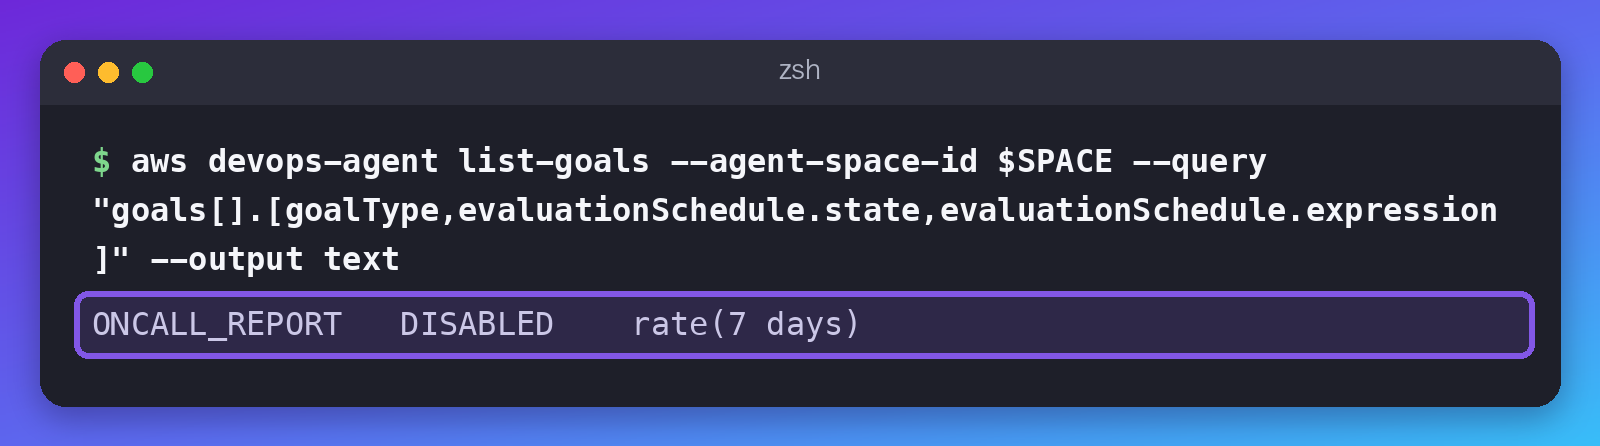 zsh
$ aws devops-agent list-goals --agent-space-id $SPACE --query
"goals[].[goalType,evaluationSchedule.state,evaluationSchedule.expression
]" --output text
ONCALL_REPORT   DISABLED    rate(7 days)